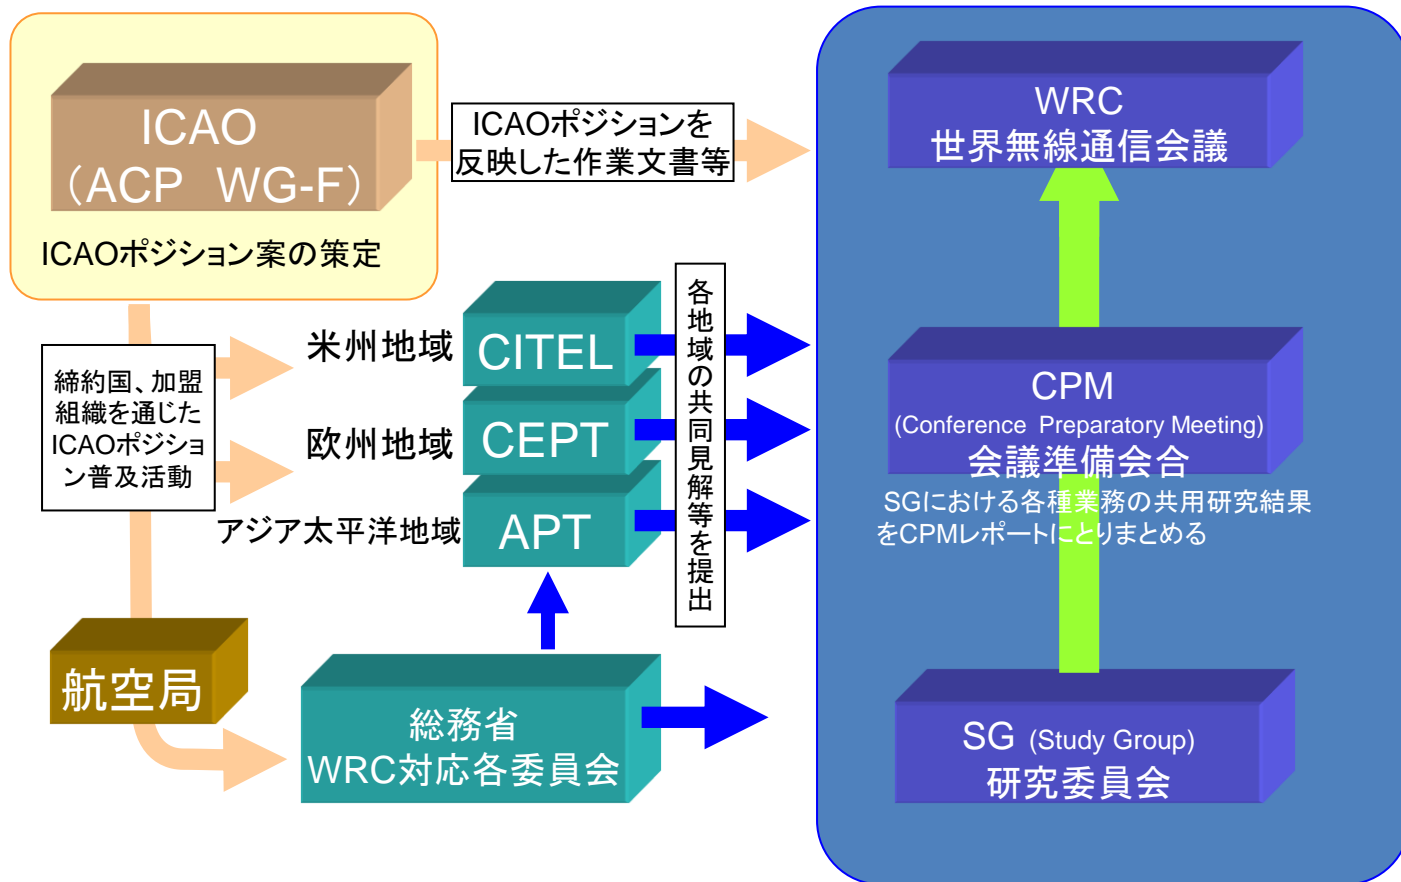 ICAO
（ACP　WG-F）
ICAOポジション案の策定
ICAOポジションを
反映した作業文書等
締約国、加盟
組織を通じた
ICAOポジショ
ン普及活動
米州地域
CITEL
欧州地域
CEPT
アジア太平洋地域
APT
各地域の共同見解等を提出
航空局
総務省
WRC対応各委員会
WRC
世界無線通信会議
CPM
(Conference Preparatory Meeting)
会議準備会合
SGにおける各種業務の共用研究結果
をCPMレポートにとりまとめる
SG (Study Group)
研究委員会